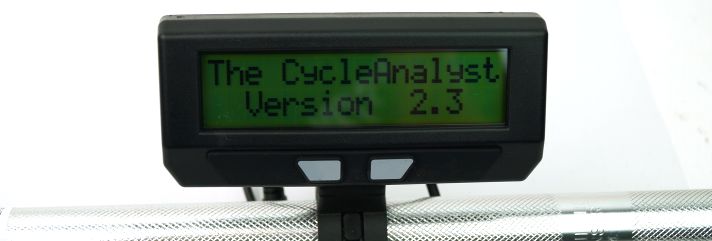 The CycleAnalyst
Version 2.3